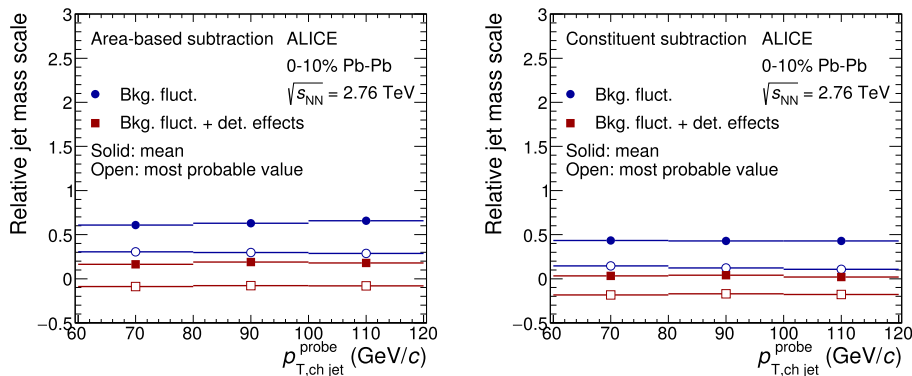 Relative jet mass scale
3
2.5
2
1.5
1
0.5
0
−0.5
Area-based subtraction ALICE
0-10% Pb-Pb
√sNN = 2.76 TeV
Bkg. fluct.
Bkg. fluct. + det. effects
Solid: mean
Open: most probable value
60 70 80 90 100 110 120
p T,ch jet probe (GeV/c)
Relative jet mass scale
3
2.5
2
1.5
1
0.5
0
−0.5
Constituent subtraction ALICE
0-10% Pb-Pb
√sNN = 2.76 TeV
Bkg. fluct.
Bkg. fluct. + det. effects
Solid: mean
Open: most probable value
60 70 80 90 100 110 120
p T,ch jet probe (GeV/c)